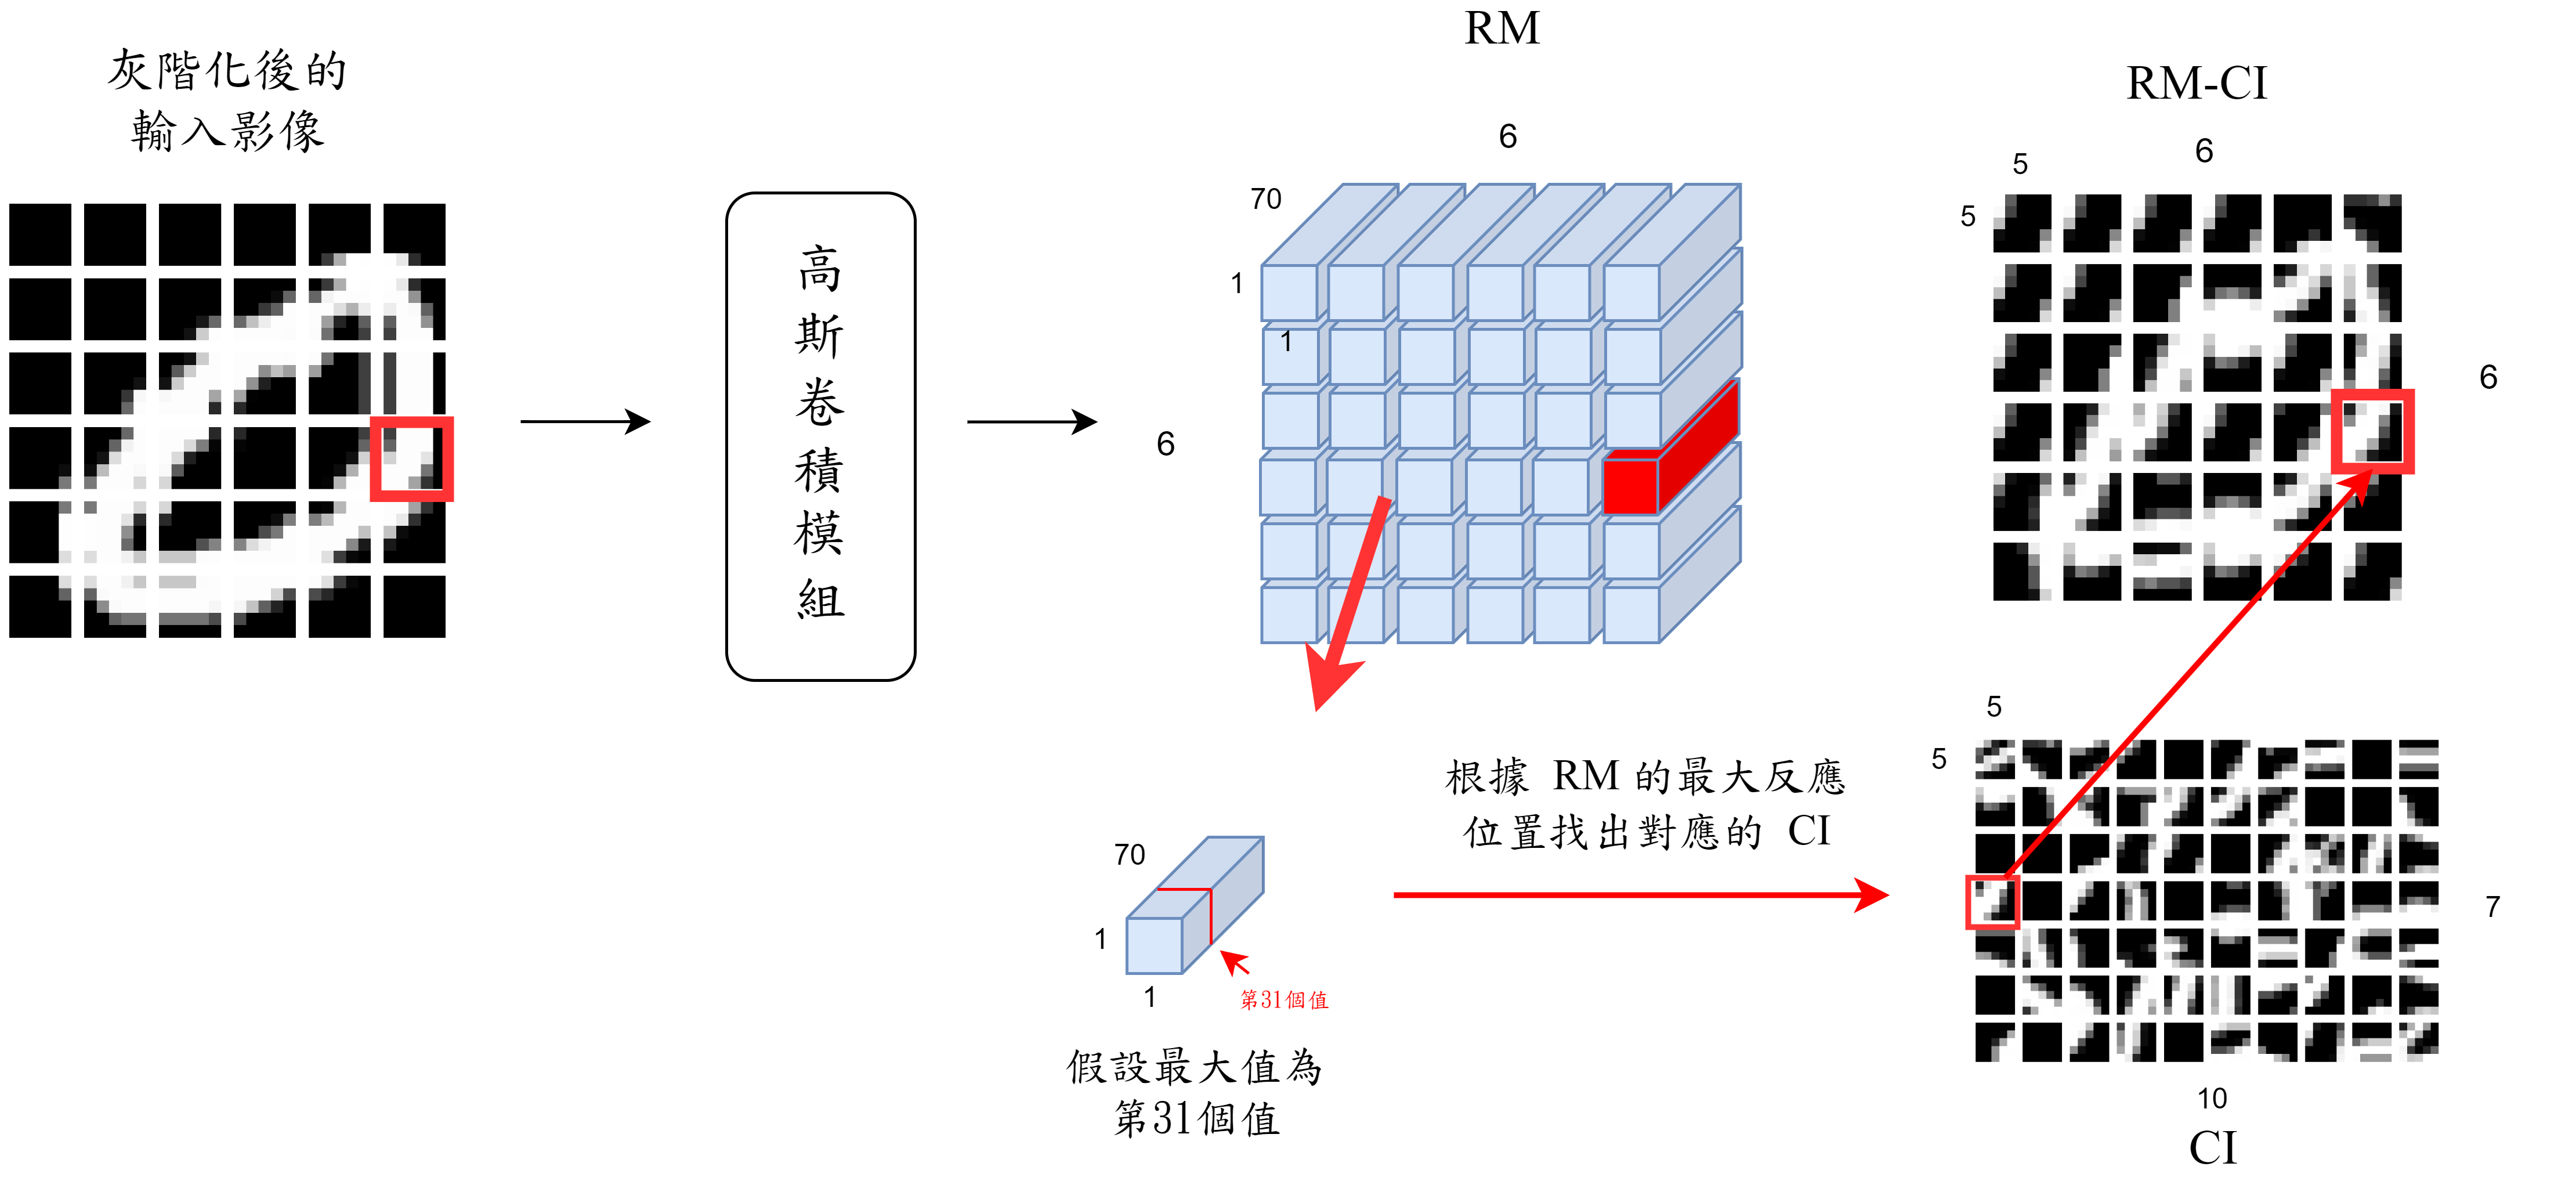 灰階化後的
輸入影像
高
斯
卷
積
模
組
RM
6
70
1
1
6
RM-CI
5
6
5
6
70
1
1
第31個值
假設最大值為
第31個值
根據 RM 的最大反應
位置找出對應的 CI
5
5
7
10
CI